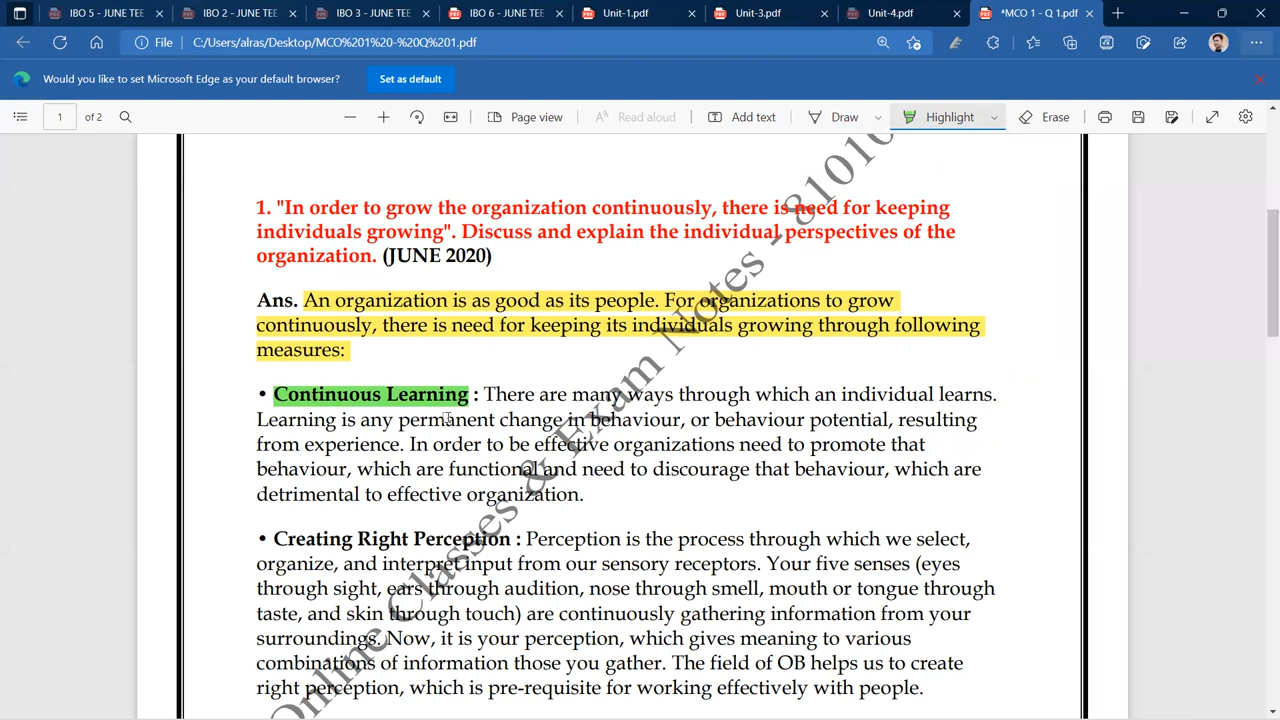 IBO 5 - JUNE TEE
IBO 2 - JUNE TEE
IBO 3 - JUNE TEE
IBO 6 - JUNE TEE
Unit-1.pdf
Unit-3.pdf
Unit-4.pdf
*MCO 1 - Q 1.pdf
File
C:/Users/alras/Desktop/MCO%201%20-%20Q%201.pdf
Would you like to set Microsoft Edge as your default browser?
Set as default
1 of 2
Page view
Read aloud
Add text
Draw
Highlight
Erase
1. "In order to grow the organization continuously, there is need for keeping
individuals growing". Discuss and explain the individual perspectives of the
organization. (JUNE 2020)
Ans. An organization is as good as its people. For organizations to grow
continuously, there is need for keeping its individuals growing through following
measures:
• Continuous Learning : There are many ways through which an individual learns.
Learning is any permanent change in behaviour, or behaviour potential, resulting
from experience. In order to be effective organizations need to promote that
behaviour, which are functional and need to discourage that behaviour, which are
detrimental to effective organization.
• Creating Right Perception : Perception is the process through which we select,
organize, and interpret input from our sensory receptors. Your five senses (eyes
through sight, ears through audition, nose through smell, mouth or tongue through
taste, and skin through touch) are continuously gathering information from your
surroundings. Now, it is your perception, which gives meaning to various
combinations of information those you gather. The field of OB helps us to create
right perception, which is pre-requisite for working effectively with people.
Online Classes & Exam Notes - 81010